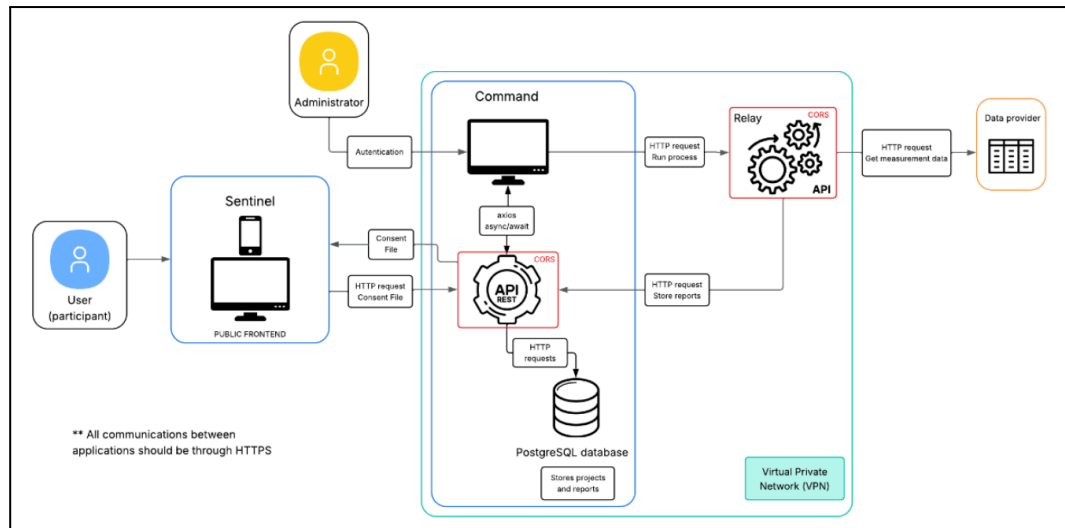 Administrator
Command
Autentication
HTTP request
Run process
Relay
CORS
API
HTTP request
Get measurement data
Data provider
Sentinel
axios
async/await
Consent
File
CORS
API
REST
HTTP request
Consent File
HTTP request
Store reports
User
(participant)
PUBLIC FRONTEND
HTTP
requests
PostgreSQL database
Stores projects
and reports
** All communications between
applications should be through HTTPS
Virtual Private
Network (VPN)